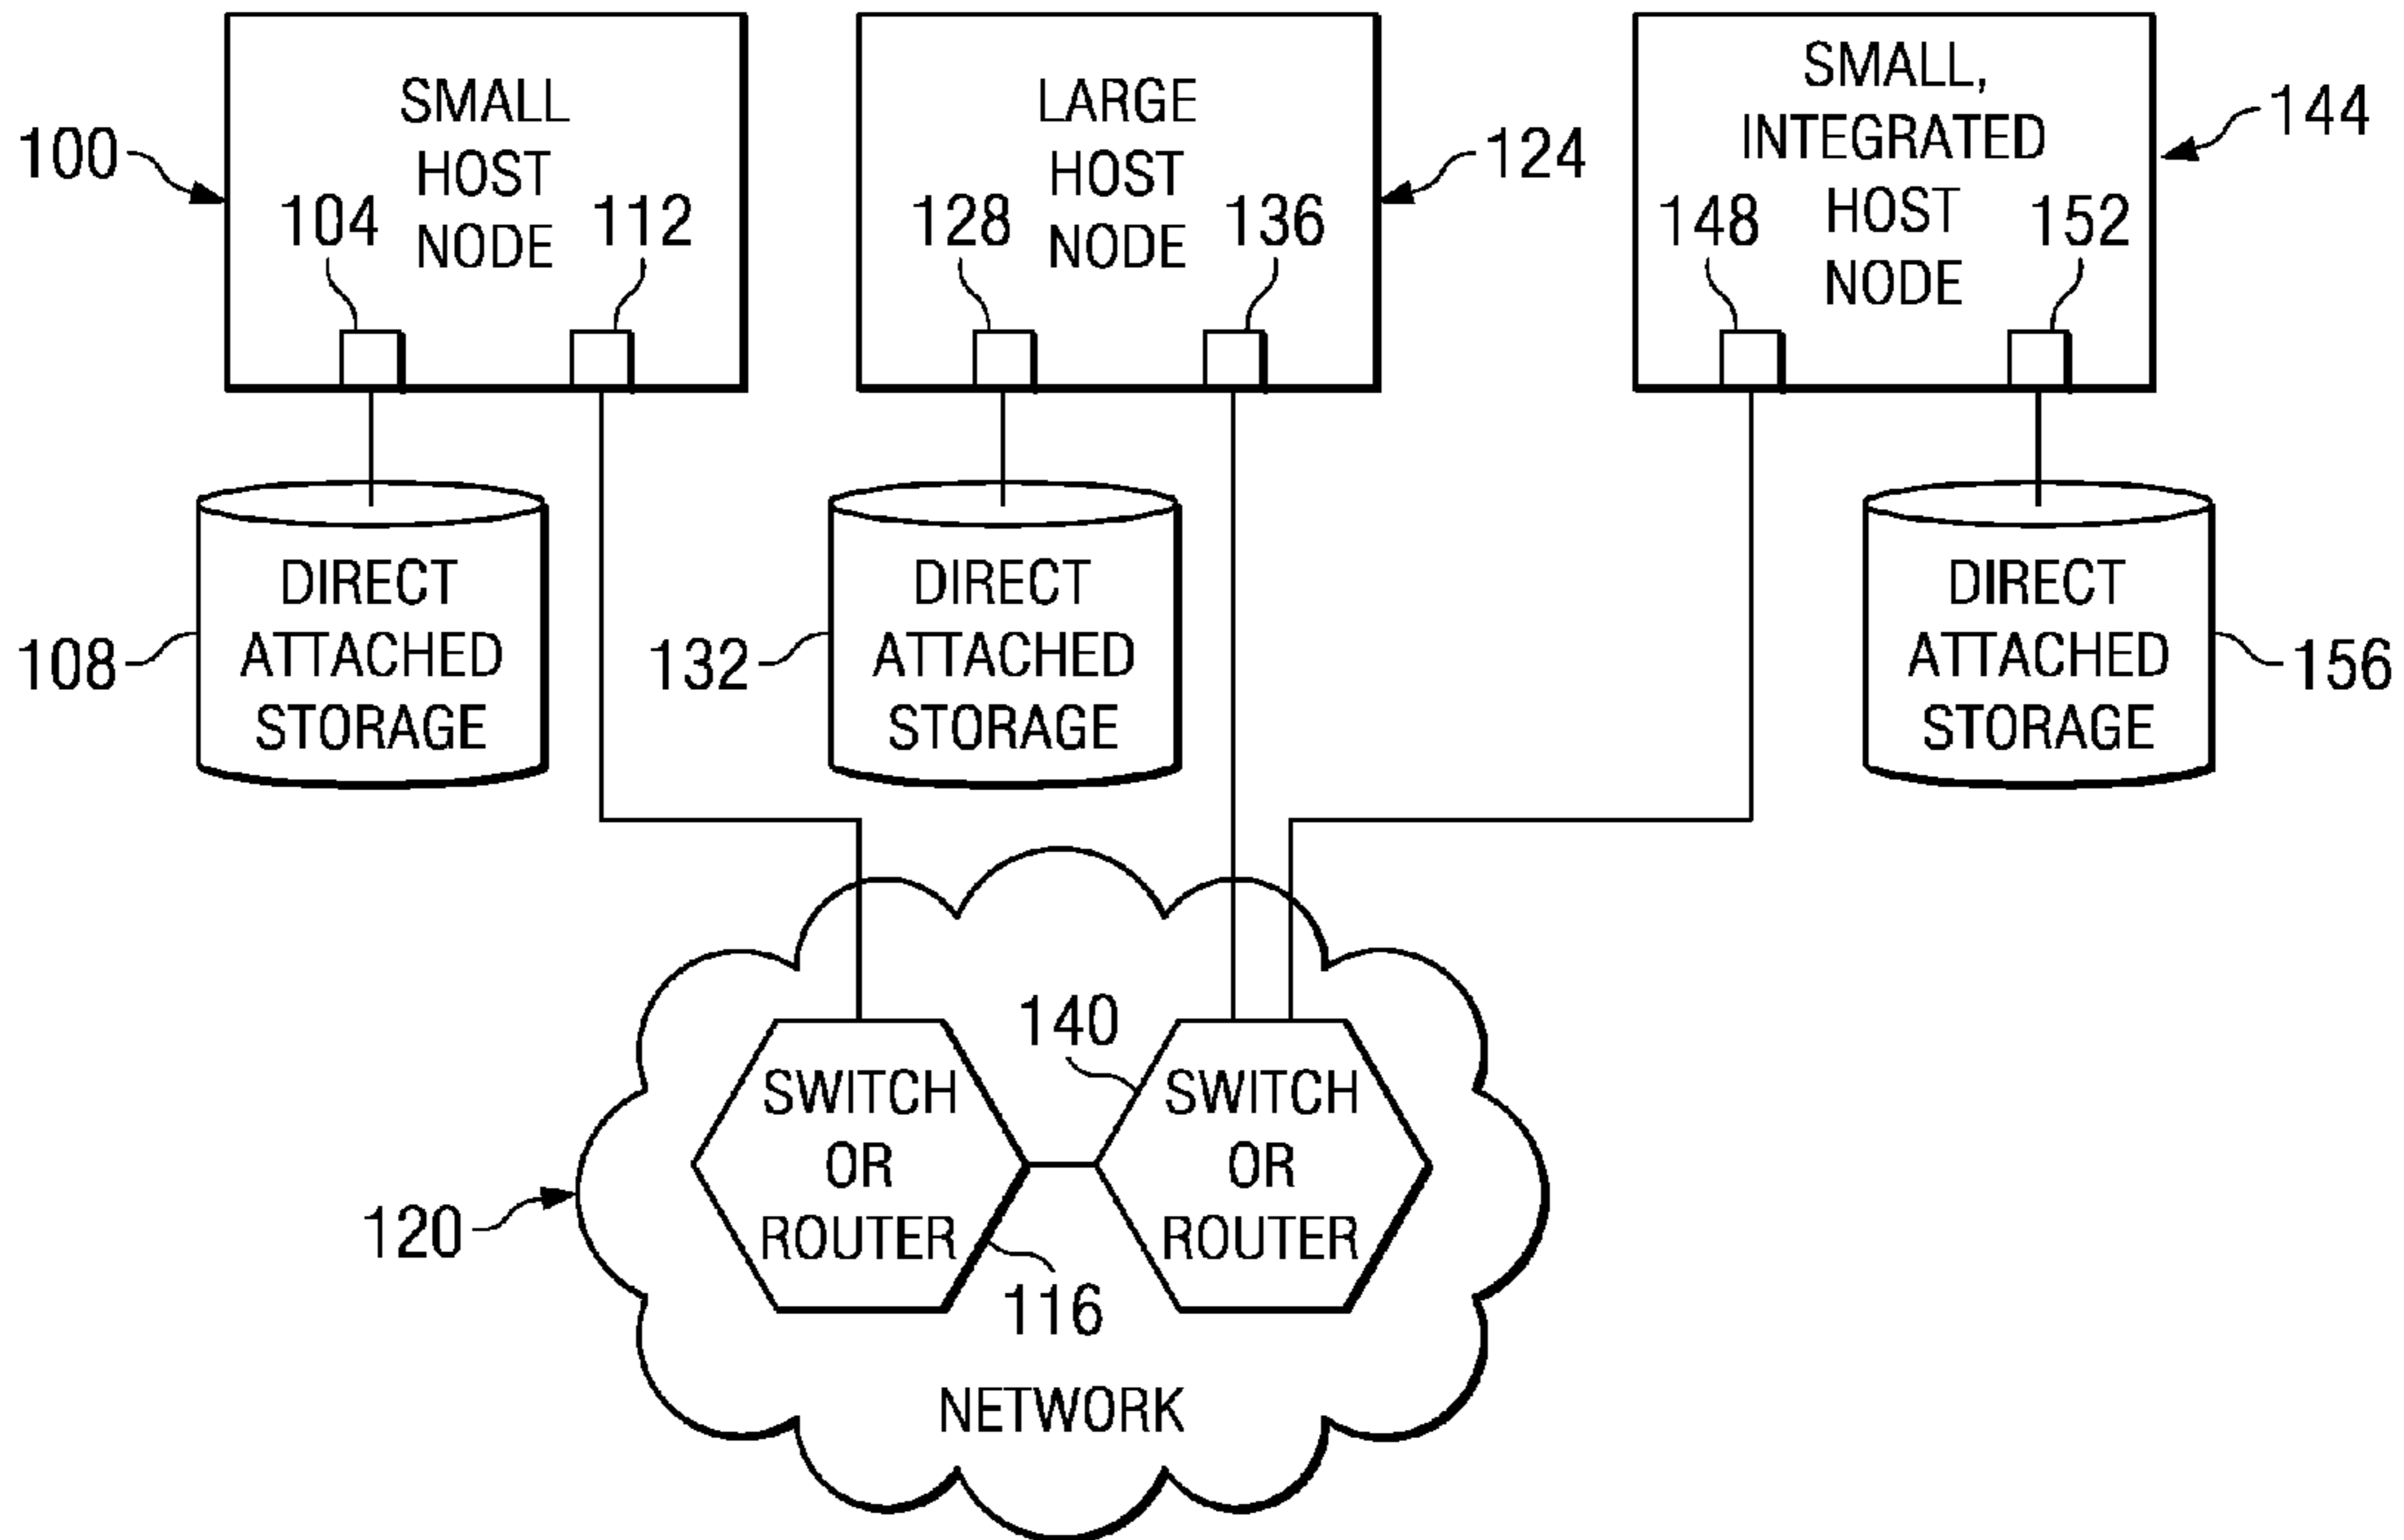 SMALL
HOST
NODE
100
104
112
LARGE
HOST
NODE
124
128
136
SMALL,
INTEGRATED
HOST
NODE
144
148
152
DIRECT
ATTACHED
STORAGE
108
DIRECT
ATTACHED
STORAGE
132
DIRECT
ATTACHED
STORAGE
156
SWITCH
OR
ROUTER
116
140
SWITCH
OR
ROUTER
120
NETWORK